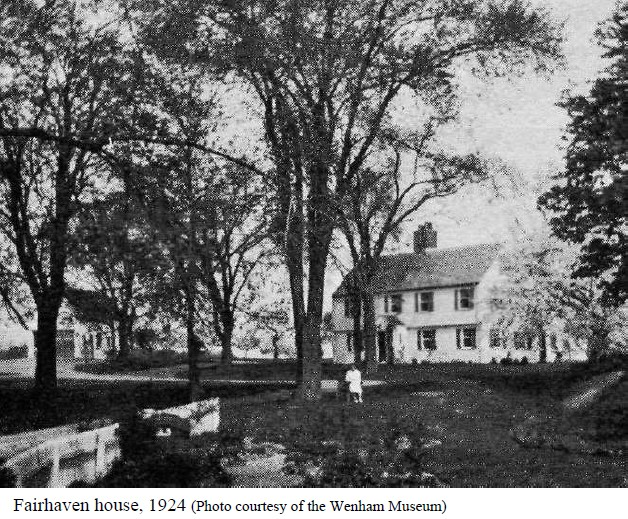 Fairhaven house, 1924 (Photo courtesy of the Wenham Museum)